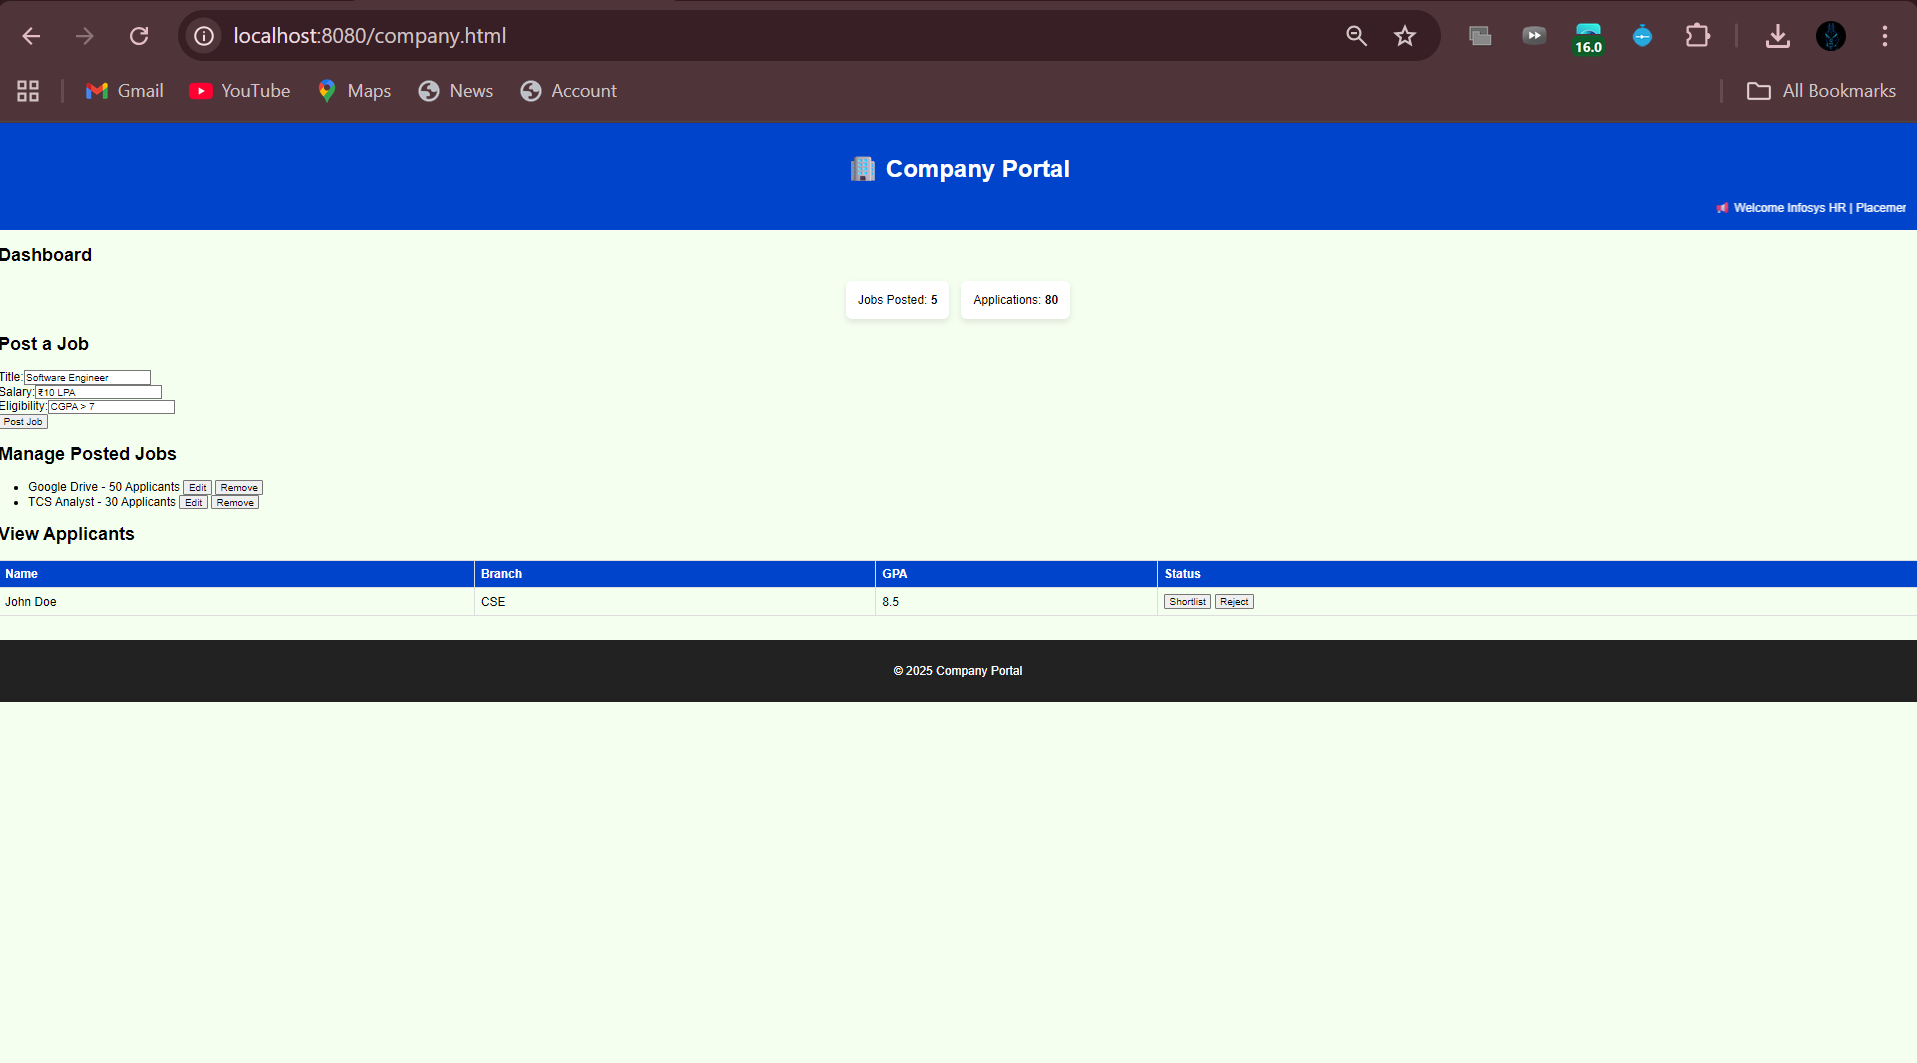 localhost:8080/company.html
16.0
Gmail YouTube Maps News Account All Bookmarks
Company Portal
Welcome Infosys HR | Placemer
Dashboard
Jobs Posted: 5 Applications: 80
Post a Job
Title: Software Engineer
Salary: ₹10 LPA
Eligibility: CGPA > 7
Post Job
Manage Posted Jobs
• Google Drive - 50 Applicants Edit Remove
• TCS Analyst - 30 Applicants Edit Remove
View Applicants
Name Branch GPA Status
John Doe CSE 8.5 Shortlist Reject
© 2025 Company Portal